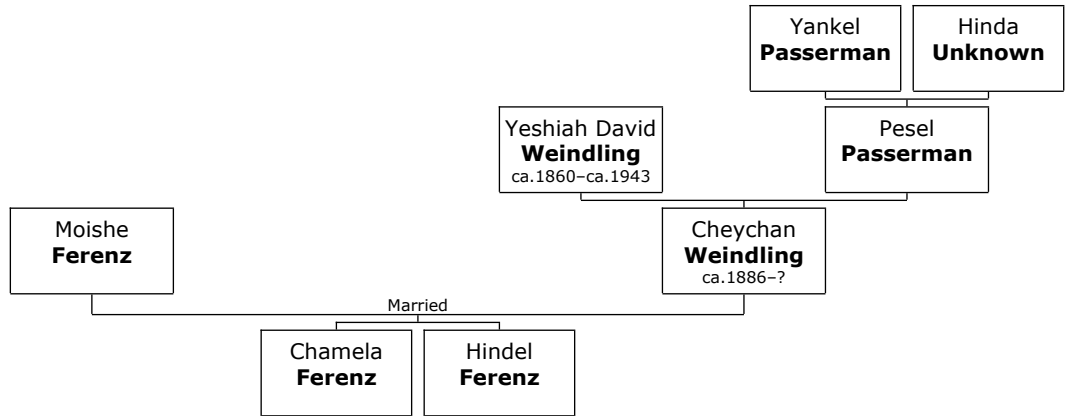 Yankel
Passerman
Hinda
Unknown
Yeshiah David
Weindling
ca.1860–ca.1943
Pesel
Passerman
Moishe
Ferenz
Cheychan
Weindling
ca.1886–?
Married
Chamela
Ferenz
Hindel
Ferenz